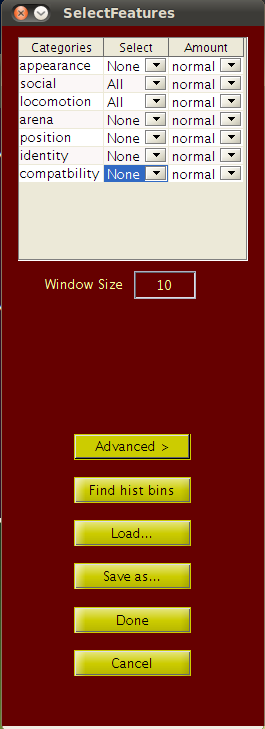 SelectFeatures
Categories Select Amount
appearance None normal
social All normal
locomotion All normal
arena None normal
position None normal
identity None normal
compatbility None normal
Window Size 10
Advanced >
Find hist bins
Load...
Save as...
Done
Cancel